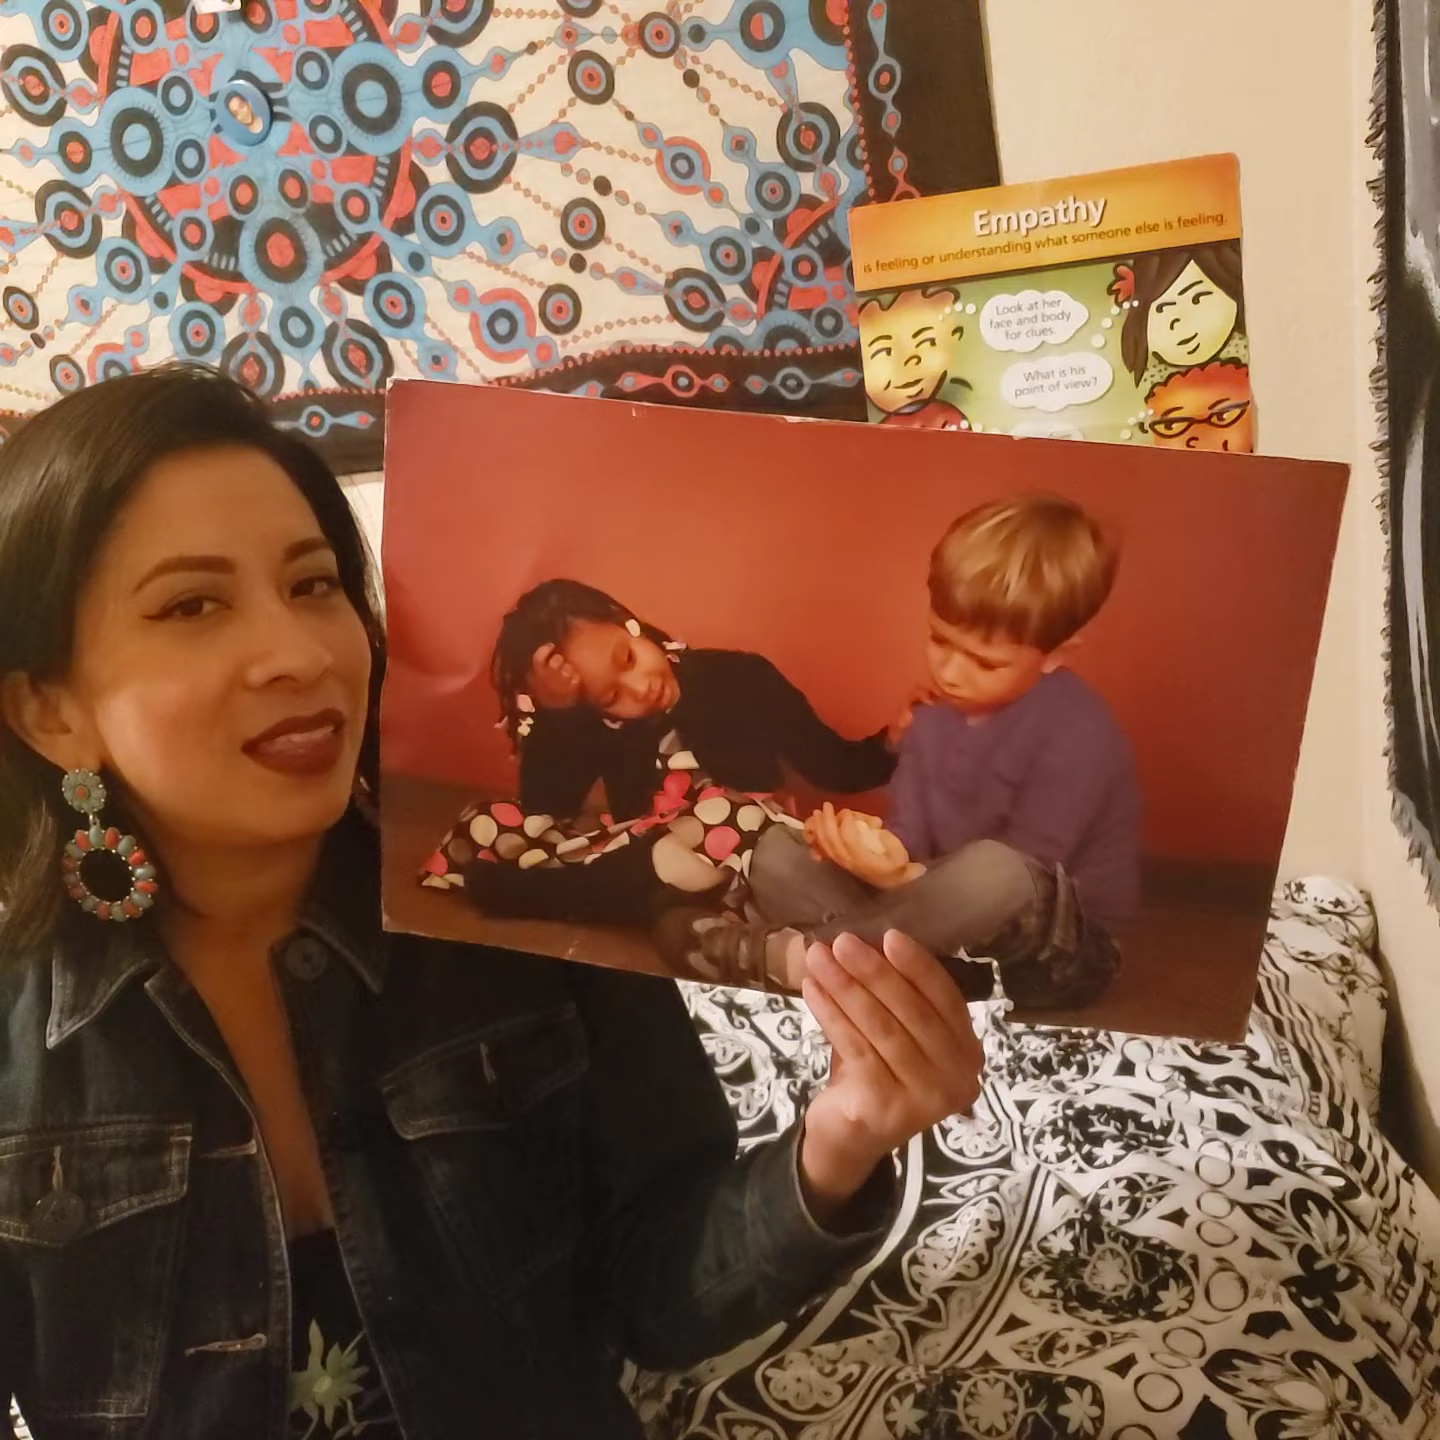 Empathy
is feeling or understanding what someone else is feeling.
Look at her
face and body
for clues.
What is his
point of view?